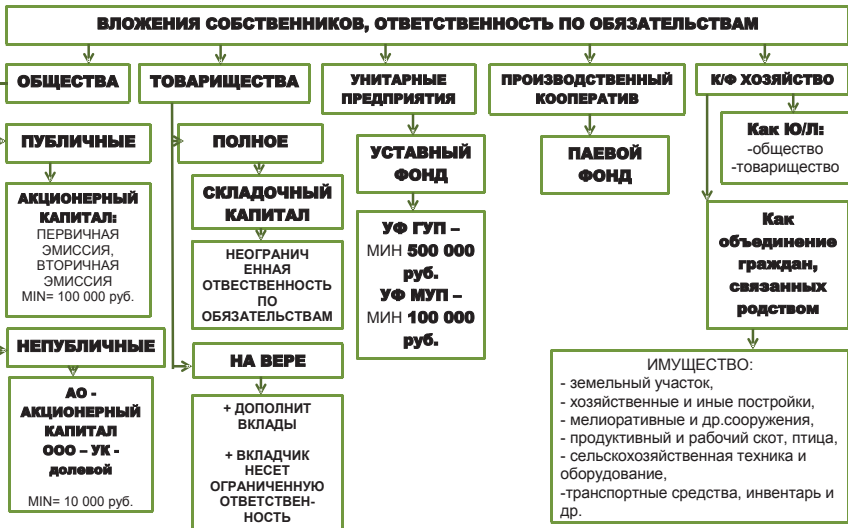 ВЛОЖЕНИЯ СОБСТВЕННИКОВ, ОТВЕТСТВЕННОСТЬ ПО ОБЯЗАТЕЛЬСТВАМ
ОБЩЕСТВА
ПУБЛИЧНЫЕ
АКЦИОНЕРНЫЙ
КАПИТАЛ:
ПЕРВИЧНАЯ
ЭМИССИЯ,
ВТОРИЧНАЯ
ЭМИССИЯ
MIN= 100 000 руб.
НЕПУБЛИЧНЫЕ
АО -
АКЦИОНЕРНЫЙ
КАПИТАЛ
ООО – УК -
долевой
MIN= 10 000 руб.
ТОВАРИЩЕСТВА
ПОЛНОЕ
СКЛАДОЧНЫЙ
КАПИТАЛ
НЕОГРАНИЧ
ЕННАЯ
ОТВЕСТВЕННОСТЬ
ПО
ОБЯЗАТЕЛЬСТВАМ
НА ВЕРЕ
+ ДОПОЛНИТ
ВКЛАДЫ
+ ВКЛАДЧИК
НЕСЕТ
ОГРАНИЧЕННУЮ
ОТВЕТСТВЕН-
НОСТЬ
УНИТАРНЫЕ
ПРЕДПРИЯТИЯ
УСТАВНЫЙ
ФОНД
УФ ГУП –
МИН 500 000
руб.
УФ МУП –
МИН 100 000
руб.
ПРОИЗВОДСТВЕННЫЙ
КООПЕРАТИВ
ПАЕВОЙ
ФОНД
К/Ф ХОЗЯЙСТВО
Как Ю/Л:
-общество
-товарищество
Как
объединение
граждан,
связанных
родством
ИМУЩЕСТВО:
- земельный участок,
- хозяйственные и иные постройки,
- мелиоративные и др.сооружения,
- продуктивный и рабочий скот, птица,
- сельскохозяйственная техника и
оборудование,
-транспортные средства, инвентарь и
др.